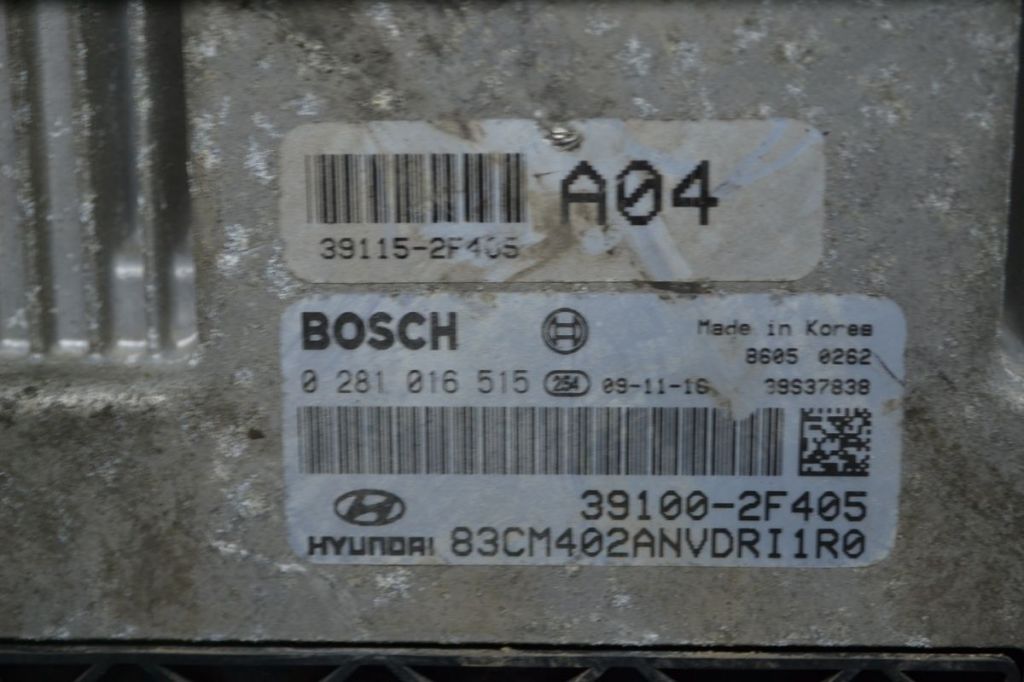 A04
39115-2F405
BOSCH
Made in Korea
8605 0262
0 281 016 515 254 09-11-16 39S37838
39100-2F405
HYUNDAI 83CM402ANVDRI1R0